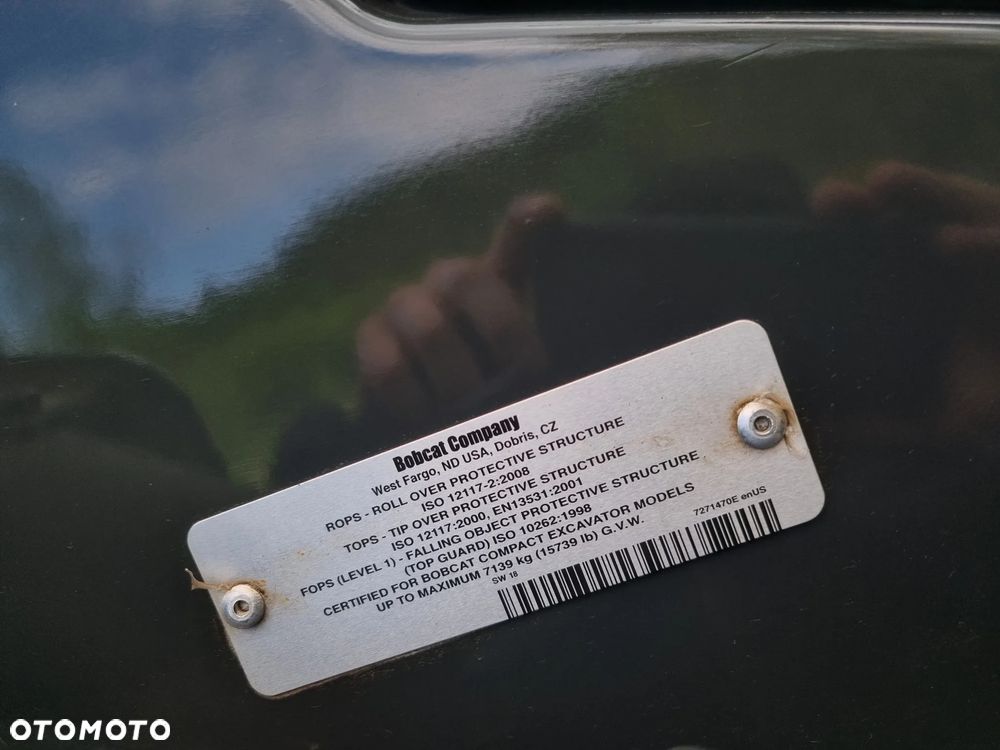 Bobcat Company
West Fargo, ND USA, Dobris, CZ
ROPS - ROLL OVER PROTECTIVE STRUCTURE
ISO 12117-2:2008
TOPS - TIP OVER PROTECTIVE STRUCTURE
ISO 12117:2000, EN13531:2001
FOPS (LEVEL 1) - FALLING OBJECT PROTECTIVE STRUCTURE
(TOP GUARD) ISO 10262:1998
CERTIFIED FOR BOBCAT COMPACT EXCAVATOR MODELS
UP TO MAXIMUM 7139 kg (15739 lb) G.V.W.
SW 18
7271470E enUS
OTOMOTO